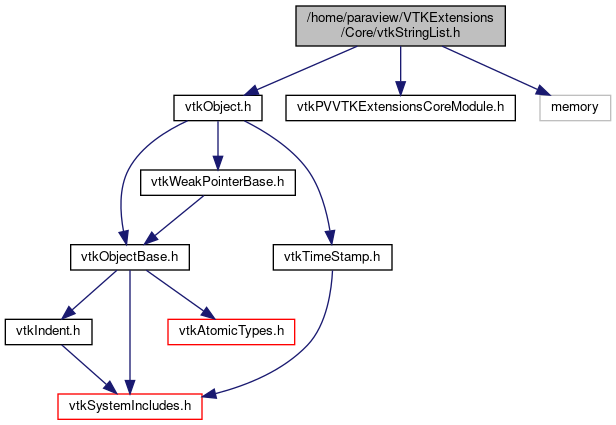 /home/paraview/VTKExtensions
/Core/vtkStringList.h
vtkObject.h
vtkPVVTKExtensionsCoreModule.h
memory
vtkWeakPointerBase.h
vtkObjectBase.h
vtkTimeStamp.h
vtkIndent.h
vtkAtomicTypes.h
vtkSystemIncludes.h